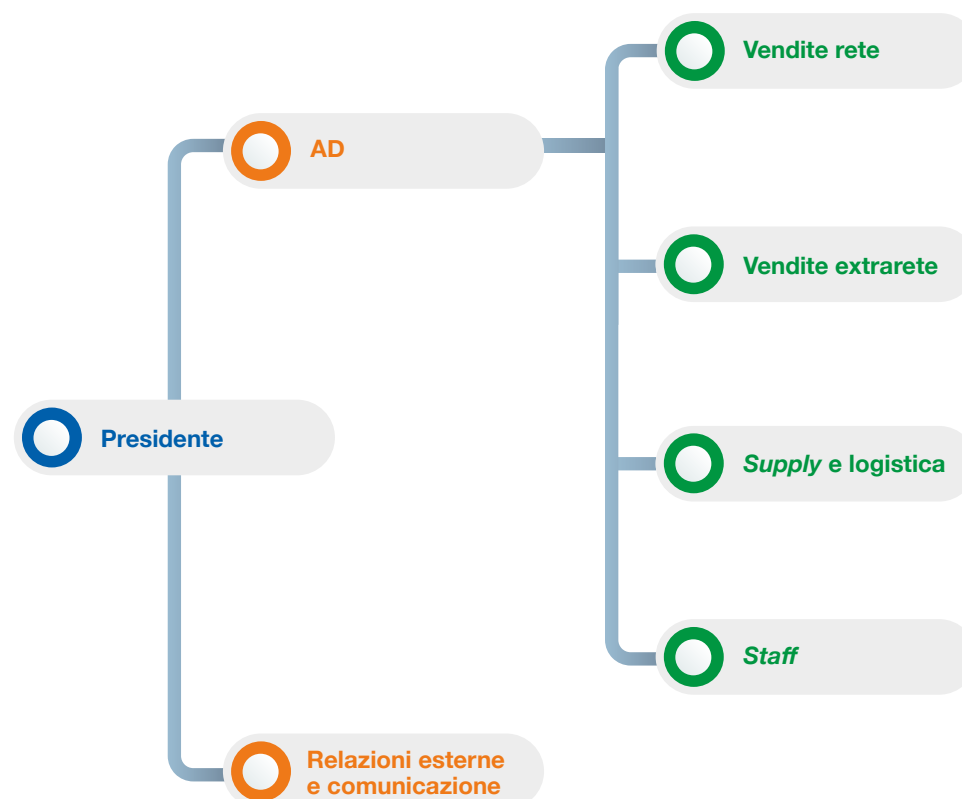 Vendite rete
AD
Vendite extrarete
Presidente
Supply e logistica
Staff
Relazioni esterne
e comunicazione